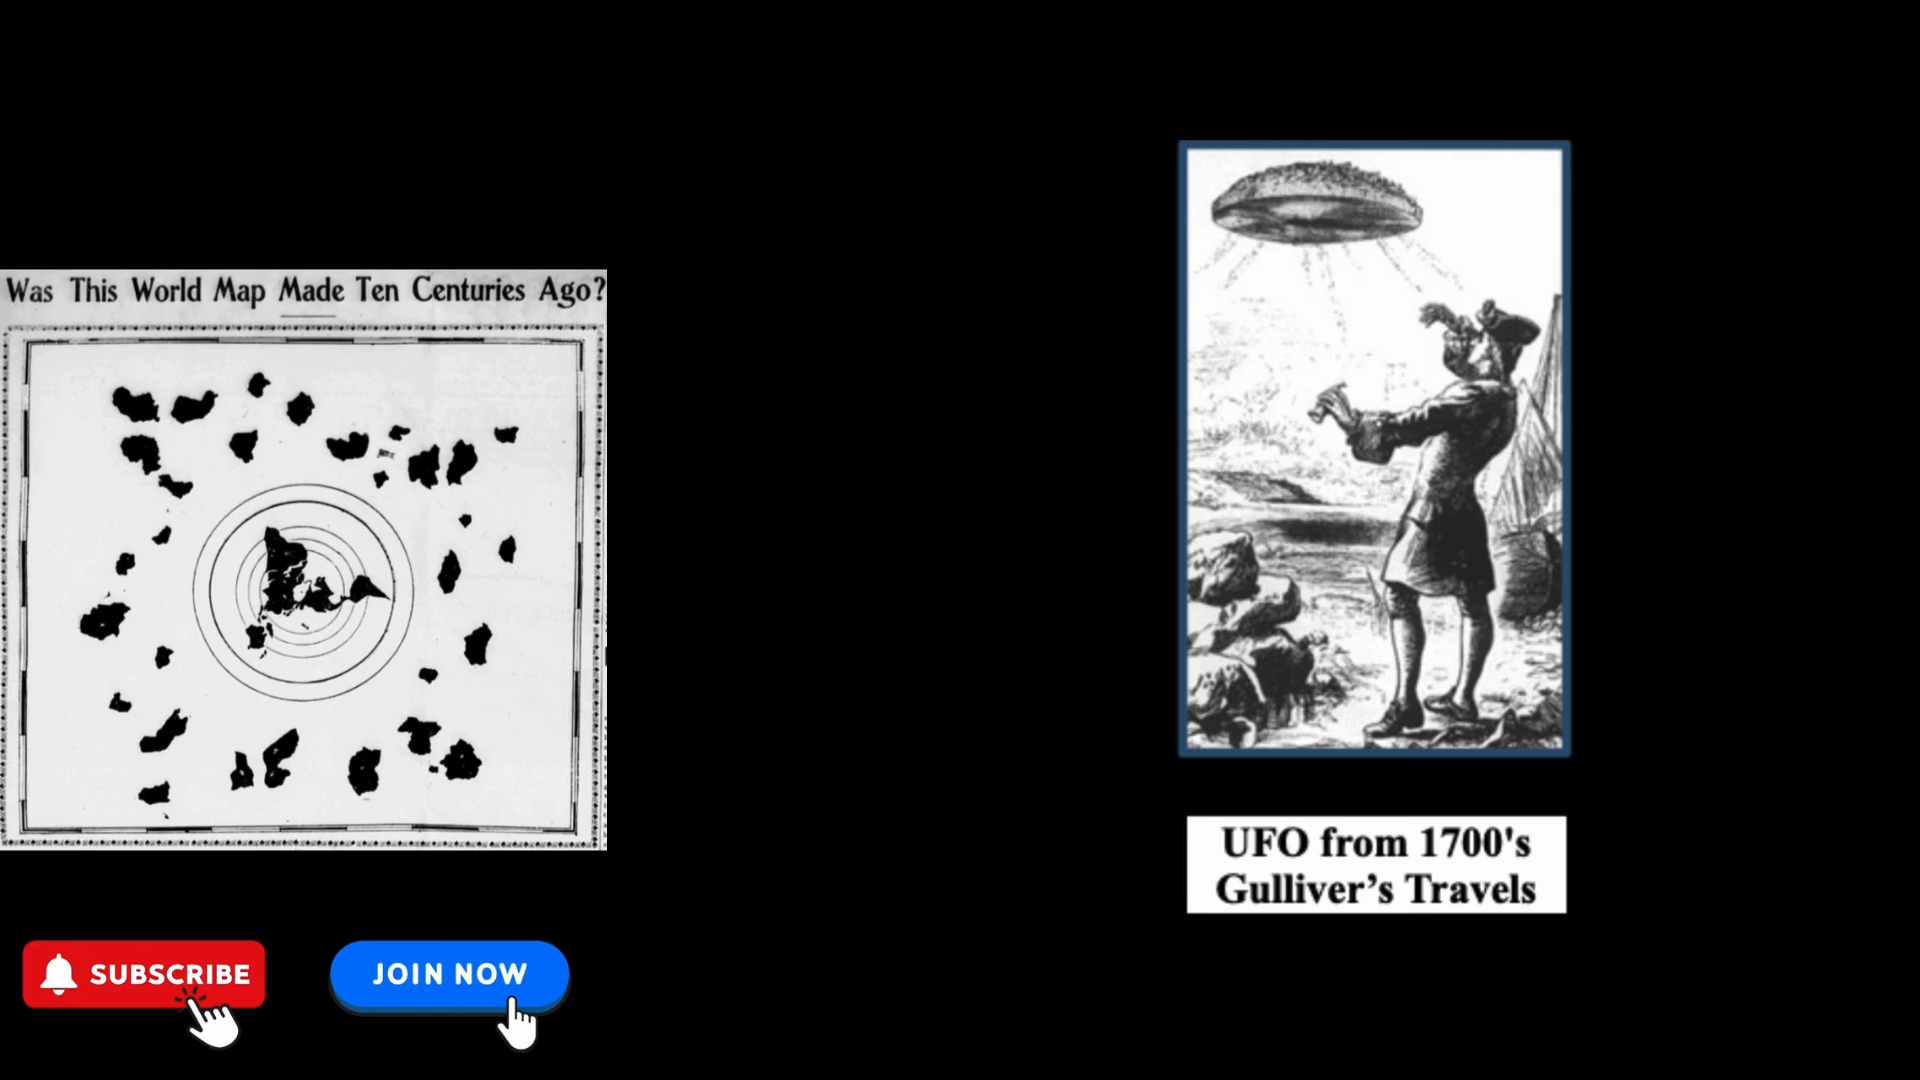 Was This World Map Made Ten Centuries Ago?
SUBSCRIBE
JOIN NOW
UFO from 1700's
Gulliver’s Travels